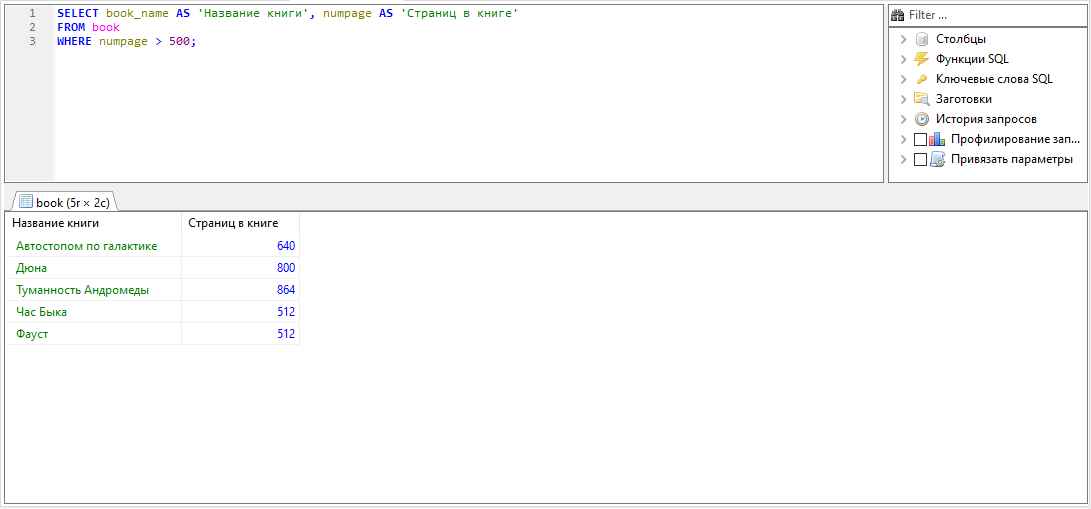 1 SELECT book_name AS 'Название книги', numpage AS 'Страниц в книге'
2 FROM book
3 WHERE numpage > 500;
Filter ...
Столбцы
Функции SQL
Ключевые слова SQL
Заготовки
История запросов
Профилирование зап...
Привязать параметры
book (5r × 2c)
Название книги Страниц в книге
Автостопом по галактике 640
Дюна 800
Туманность Андромеды 864
Час Быка 512
Фауст 512